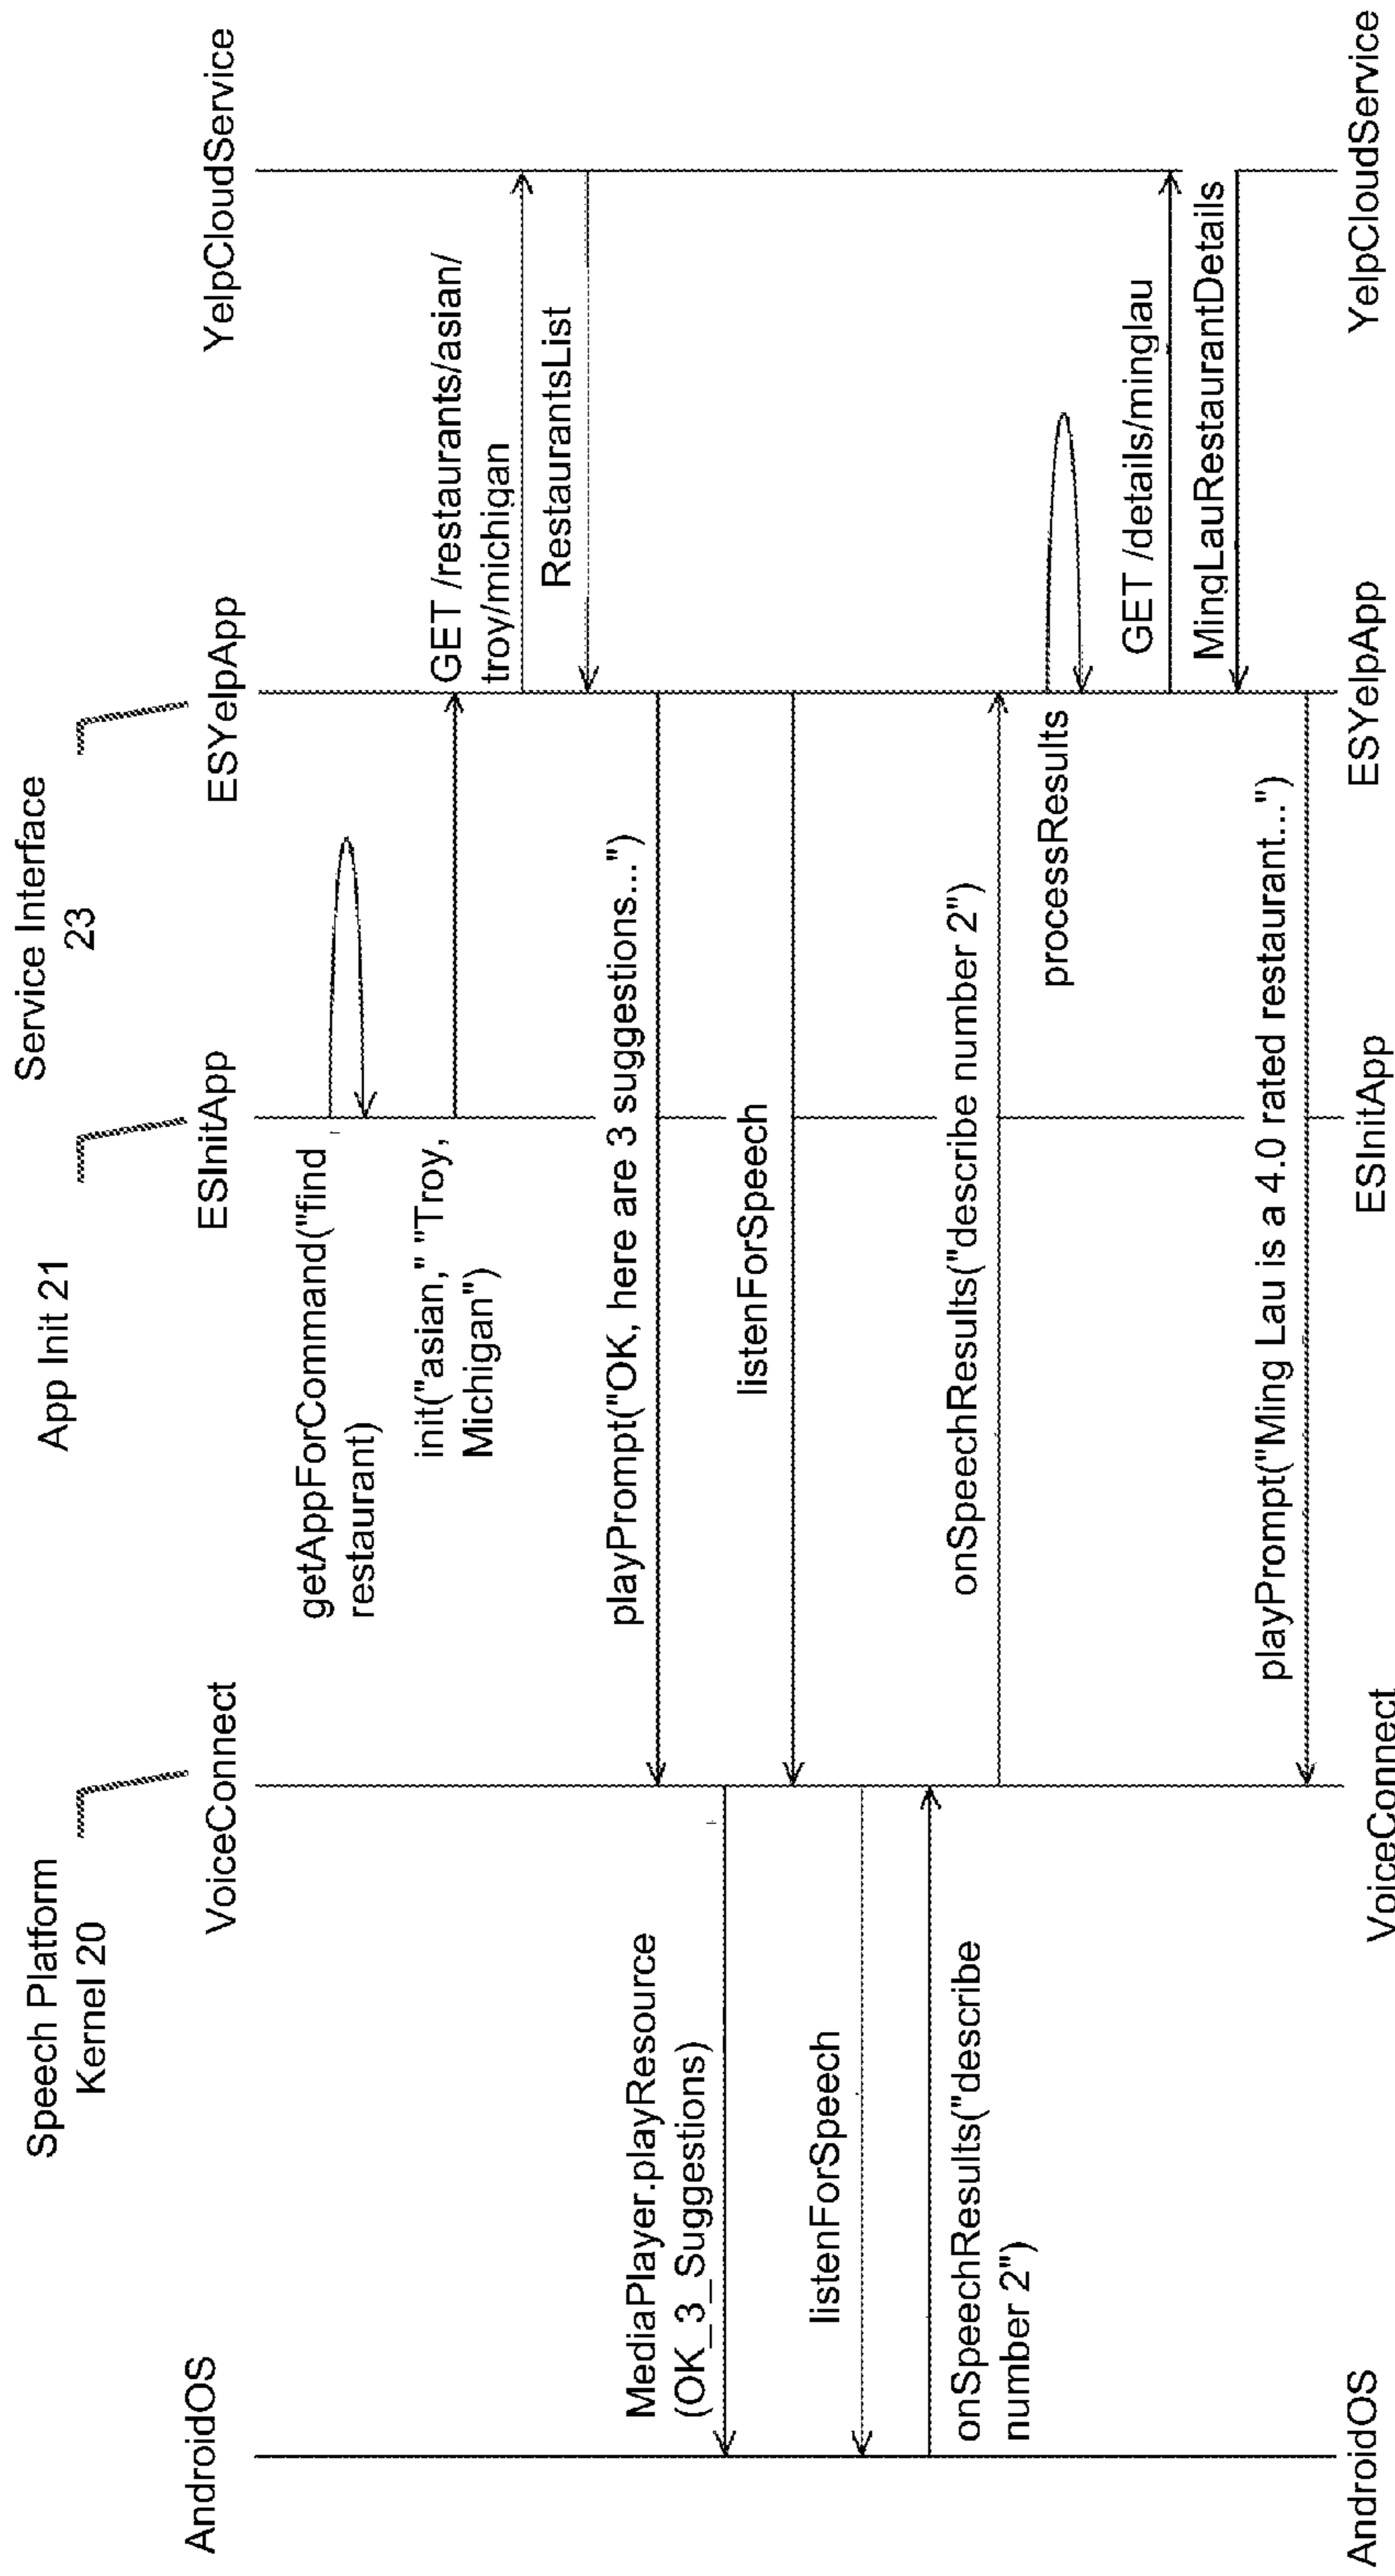 Speech Platform
Kernel 20
App Init 21
Service Interface
23
AndroidOS
VoiceConnect
ESInitApp
ESYelpApp
YelpCloudService
getAppForCommand("find
restaurant)
init("asian," "Troy,
Michigan")
GET /restaurants/asian/
troy/michigan
RestaurantsList
playPrompt("OK, here are 3 suggestions...")
MediaPlayer.playResource
(OK_3_Suggestions)
listenForSpeech
listenForSpeech
onSpeechResults("describe
number 2")
onSpeechResults("describe number 2")
processResults
GET /details/minglau
MingLauRestaurantDetails
playPrompt("Ming Lau is a 4.0 rated restaurant...")
AndroidOS
VoiceConnect
ESInitApp
ESYelpApp
YelpCloudService